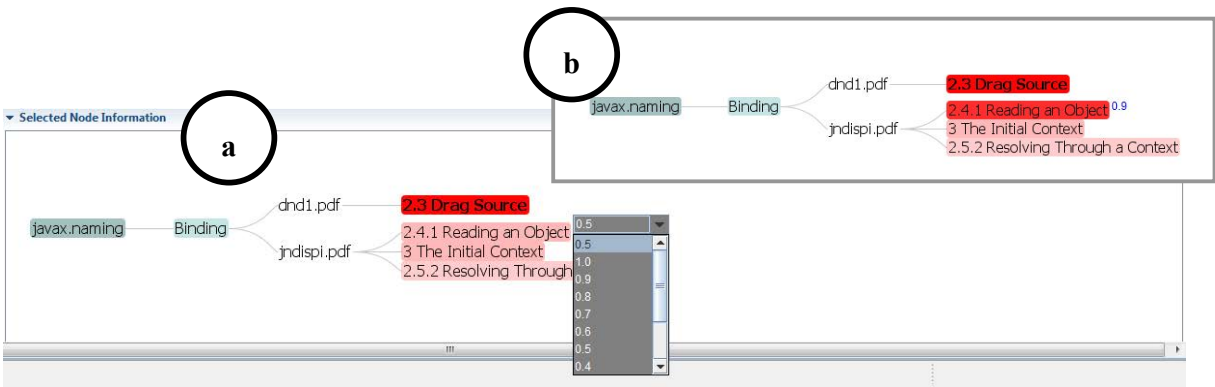 b
dnd1.pdf
2.3 Drag Source
javax.naming
Binding
2.4.1 Reading an Object 0.9
jndispi.pdf
3 The Initial Context
2.5.2 Resolving Through a Context
Selected Node Information
a
dnd1.pdf
2.3 Drag Source
javax.naming
Binding
2.4.1 Reading an Object
jndispi.pdf
3 The Initial Context
2.5.2 Resolving Through
0.5
0.5
1.0
0.9
0.8
0.7
0.6
0.5
0.4